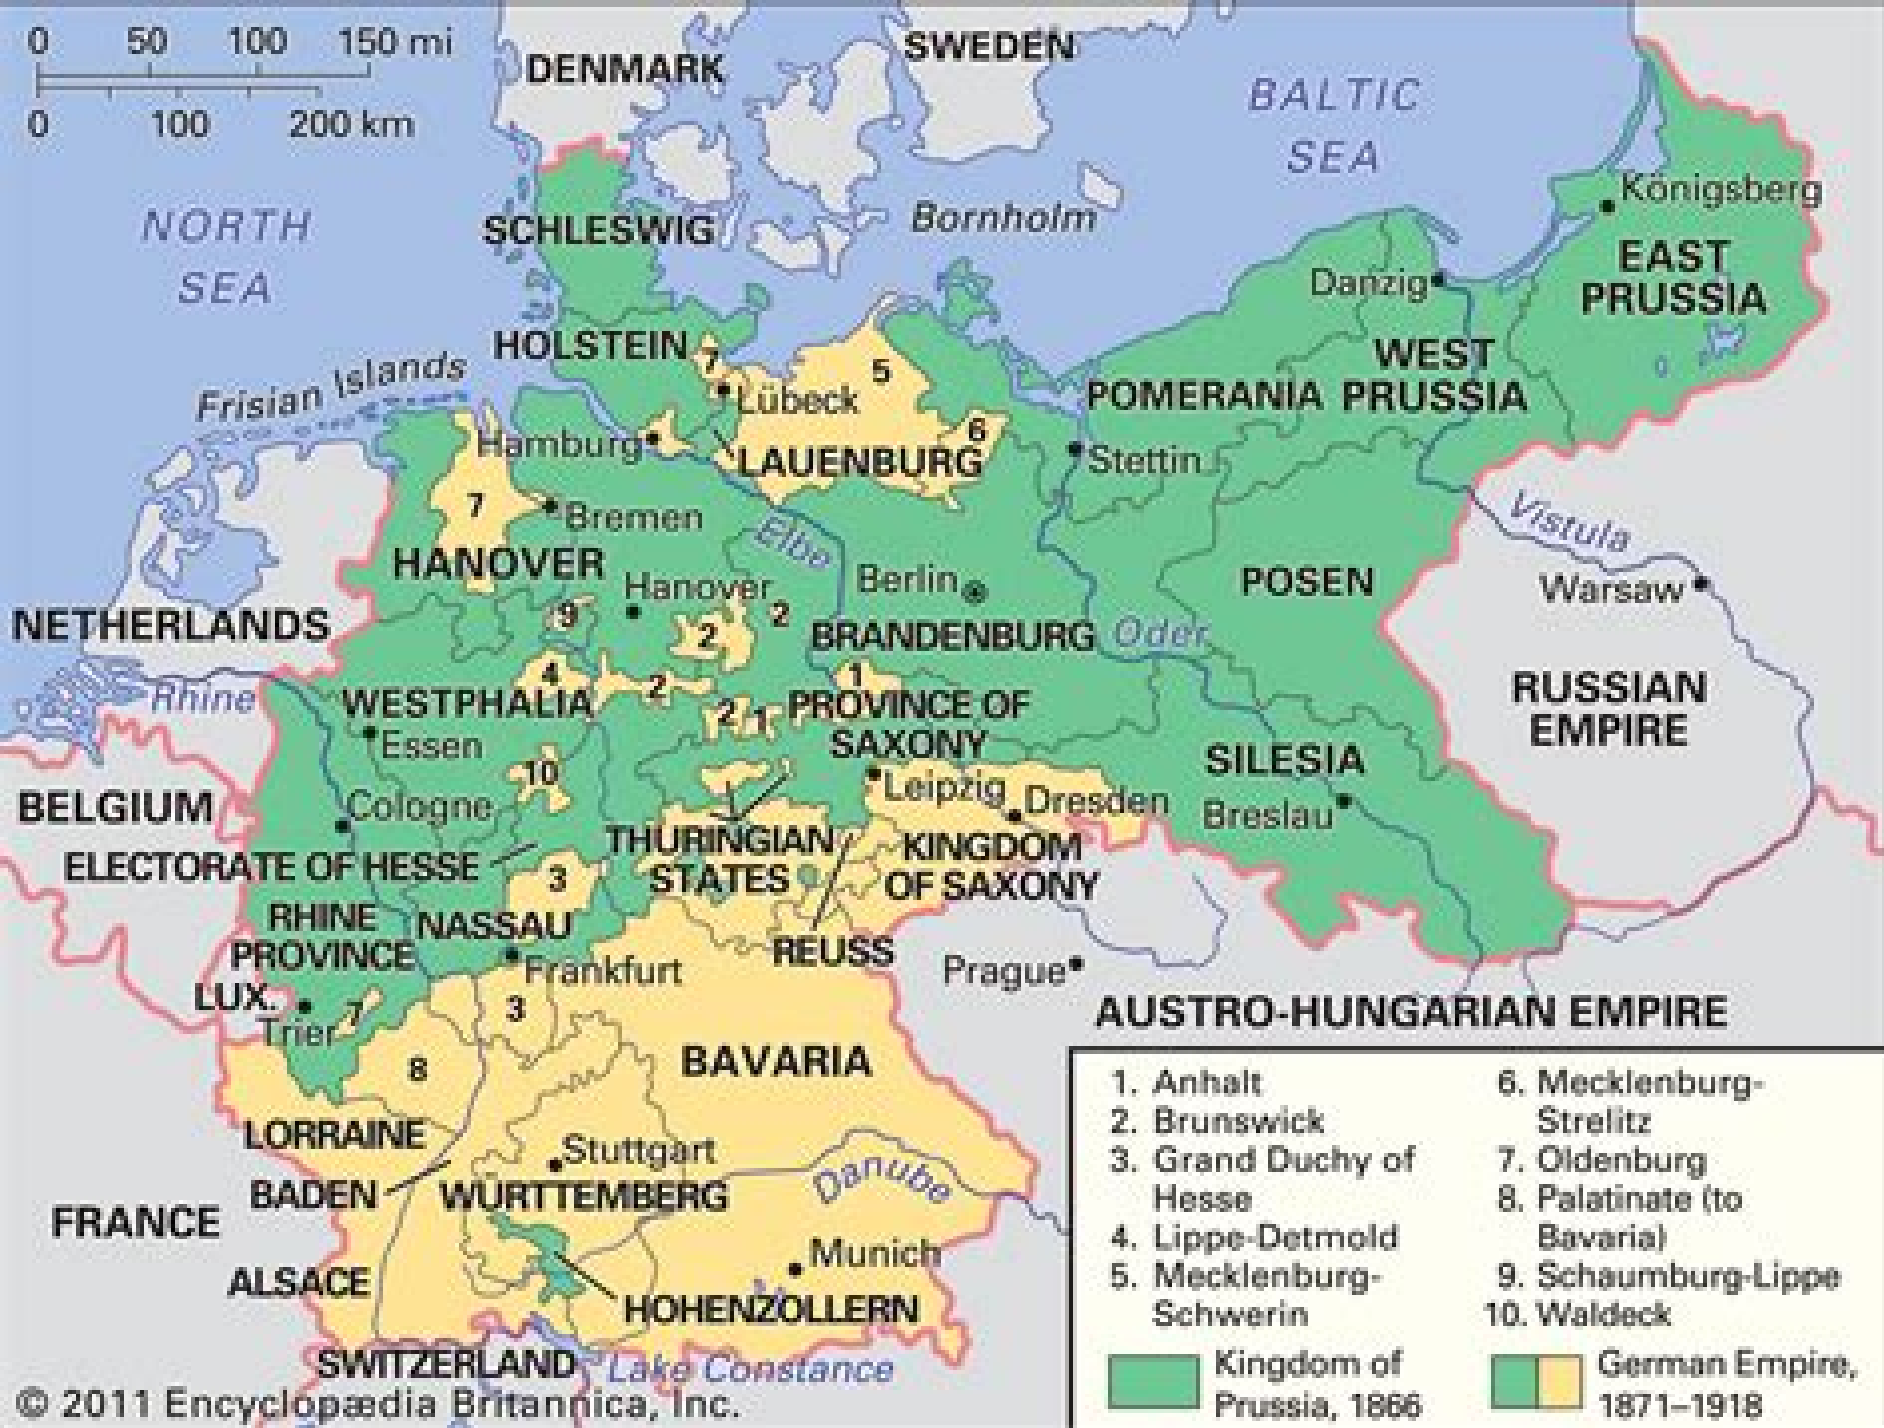 0 50 100 150 mi
0 100 200 km
DENMARK
SWEDEN
BALTIC
SEA
NORTH
SEA
Bornholm
Königsberg
EAST
PRUSSIA
SCHLESWIG
Danzig
HOLSTEIN
7
5
WEST
PRUSSIA
POMERANIA
Frisian Islands
Lübeck
Hamburg
6
LAUENBURG
Stettin
7
Bremen
Elbe
Vistula
HANOVER
Hanover
Berlin
POSEN
Warsaw
NETHERLANDS
9
2
2
BRANDENBURG
Oder
Rhine
4
2
1
WESTPHALIA
2
1
PROVINCE OF
SAXONY
RUSSIAN
EMPIRE
Essen
10
SILESIA
BELGIUM
Cologne
Leipzig
Dresden
Breslau
THURINGIAN
STATES
KINGDOM
OF SAXONY
ELECTORATE OF HESSE
3
RHINE
PROVINCE
NASSAU
REUSS
Frankfurt
Prague
LUX.
Trier
7
3
AUSTRO-HUNGARIAN EMPIRE
8
BAVARIA
LORRAINE
Stuttgart
Danube
BADEN
WÜRTTEMBERG
FRANCE
Munich
ALSACE
HOHENZOLLERN
SWITZERLAND
Lake Constance
1. Anhalt
2. Brunswick
3. Grand Duchy of
Hesse
4. Lippe-Detmold
5. Mecklenburg-
Schwerin
6. Mecklenburg-
Strelitz
7. Oldenburg
8. Palatinate (to
Bavaria)
9. Schaumburg-Lippe
10. Waldeck
Kingdom of
Prussia, 1866
German Empire,
1871–1918
© 2011 Encyclopædia Britannica, Inc.